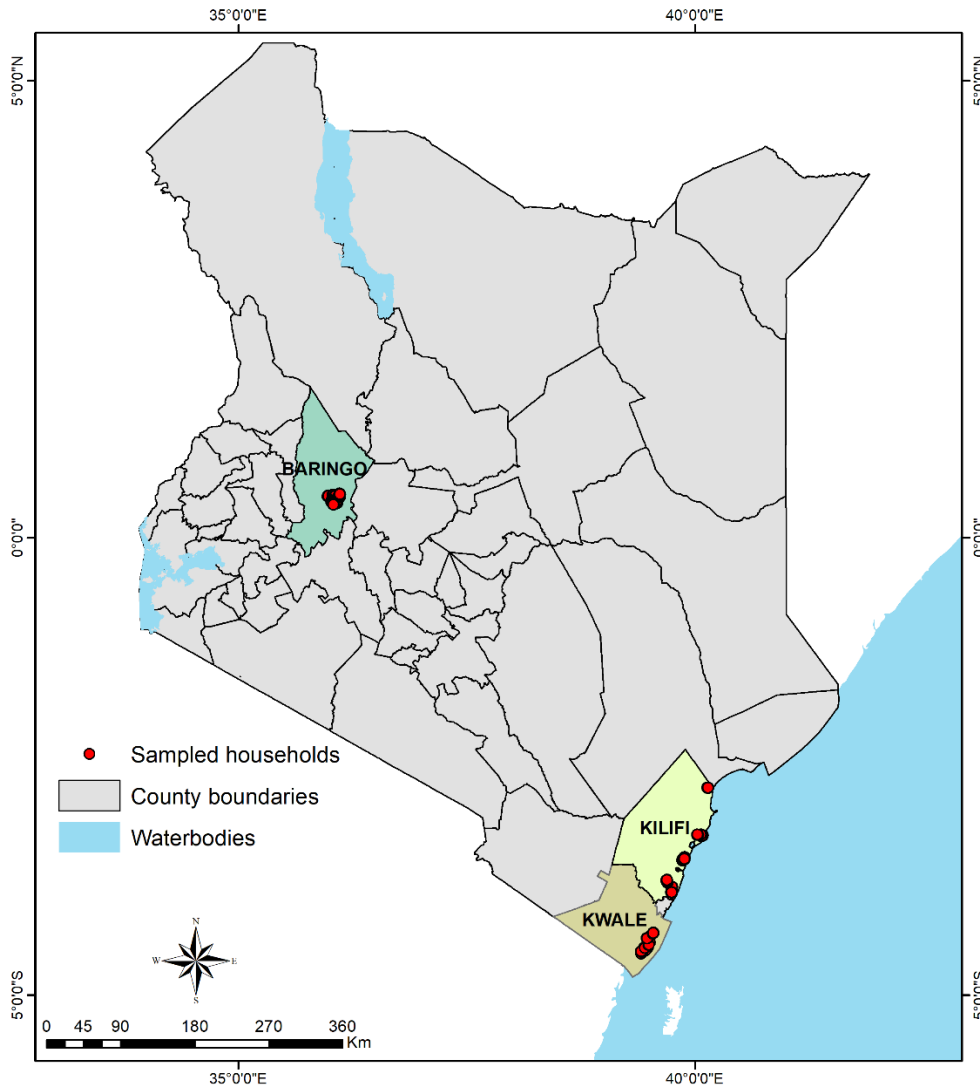 35°0'0"E 40°0'0"E
5°0'0"N 5°0'0"N
BARINGO
0°0'0" 0°0'0"
Sampled households
County boundaries
Waterbodies
KILIFI
KWALE
N
W E
S
5°0'0"S 5°0'0"S
0 45 90 180 270 360
Km
35°0'0"E 40°0'0"E